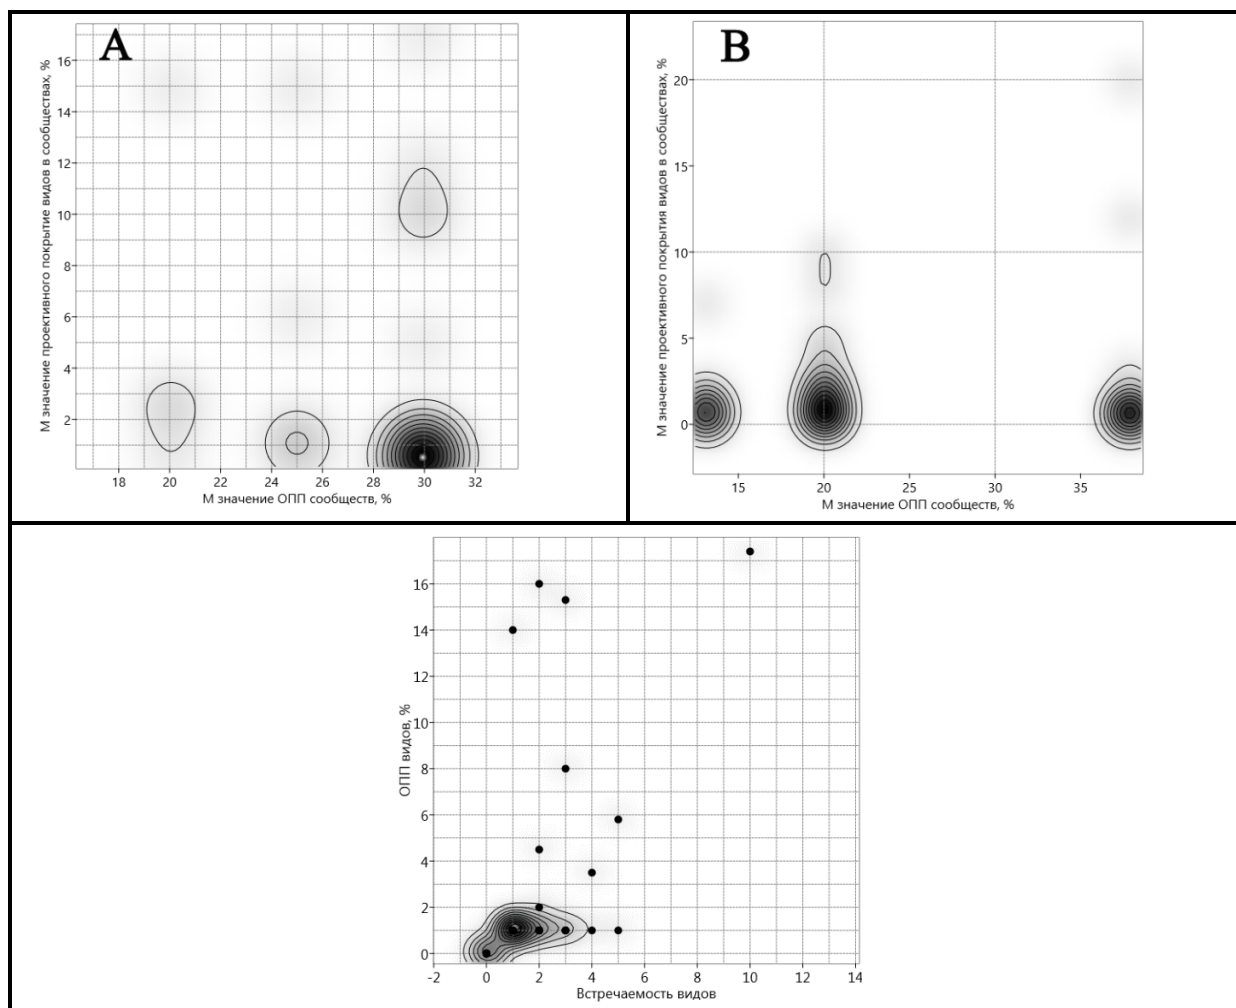 A
М значение проективного покрытие видов в сообществах, %
16
14
12
10
8
6
4
2
18 20 22 24 26 28 30 32
М значение ОПП сообществ, %
B
М значение проективного покрытия видов в сообществах, %
20
15
10
5
0
15 20 25 30 35
М значение ОПП сообществ, %
ОПП видов, %
16
14
12
10
8
6
4
2
0
-2 0 2 4 6 8 10 12 14
Встречаемость видов